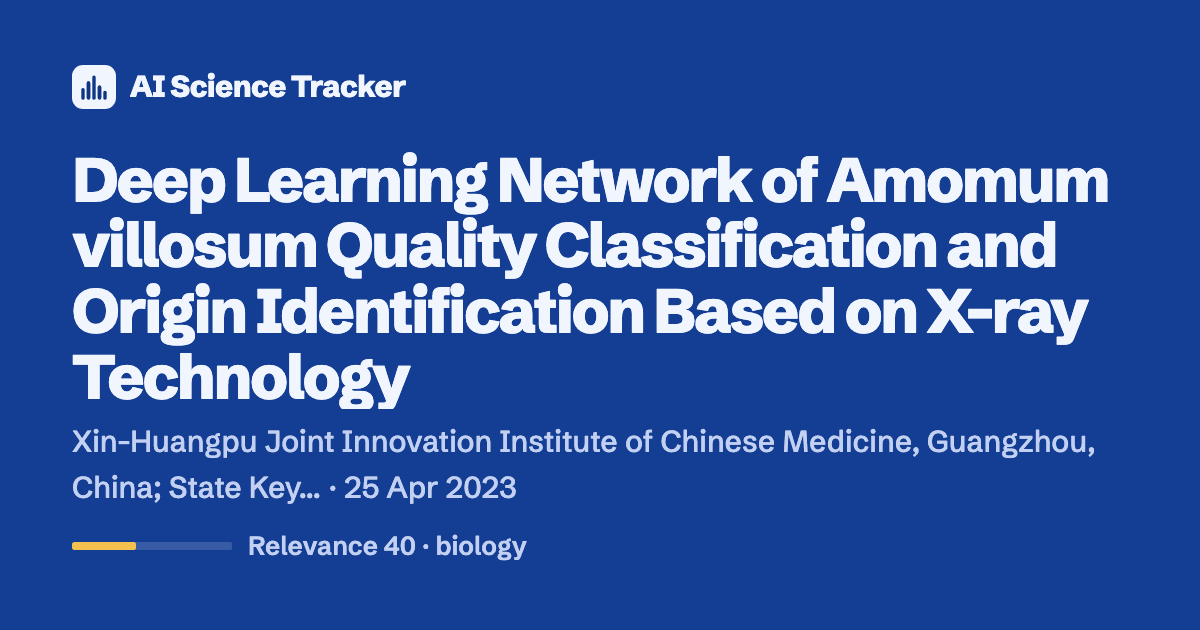 AI Science Tracker
Deep Learning Network of Amomum
villosum Quality Classification and
Origin Identification Based on X-ray
Technology
Xin-Huangpu Joint Innovation Institute of Chinese Medicine, Guangzhou,
China; State Key... · 25 Apr 2023
Relevance 40 · biology